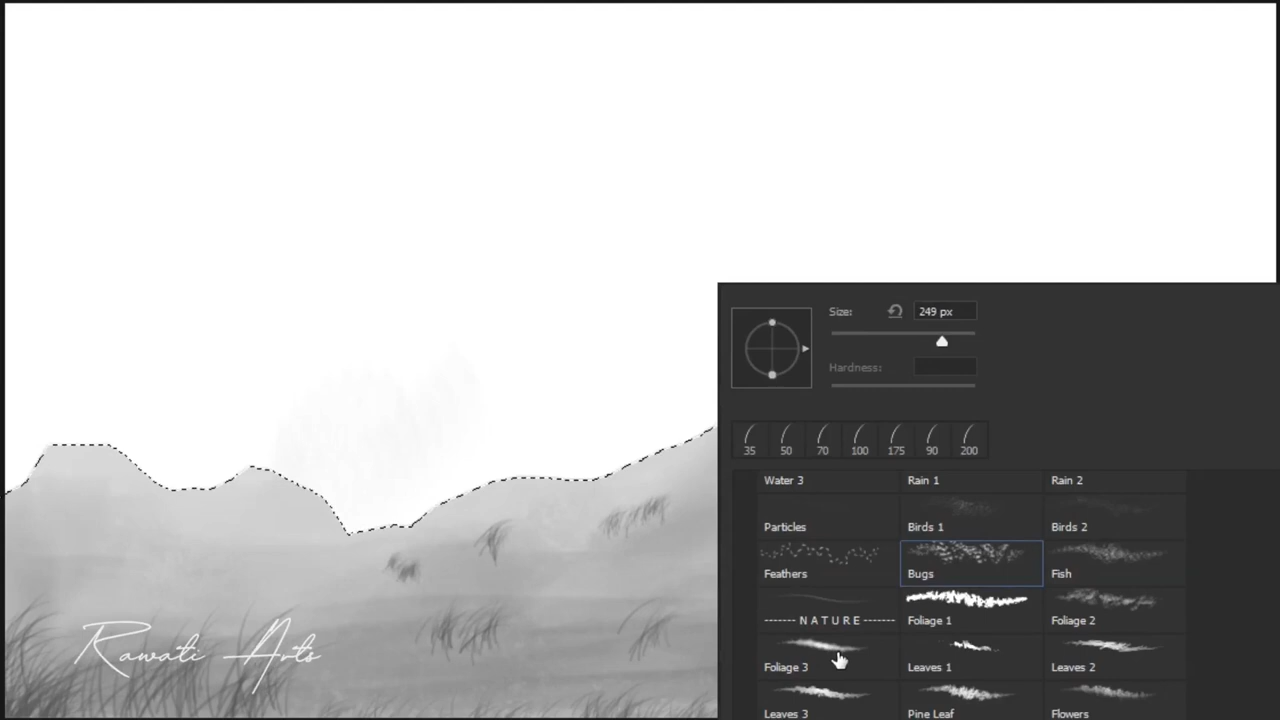 Size: 249 px
Hardness:
35 50 70 100 175 90 200
Water 3 Rain 1 Rain 2
Particles Birds 1 Birds 2
Feathers Bugs Fish
------- N A T U R E ------- Foliage 1 Foliage 2
Foliage 3 Leaves 1 Leaves 2
Leaves 3 Pine Leaf Flowers
Rawati Arts